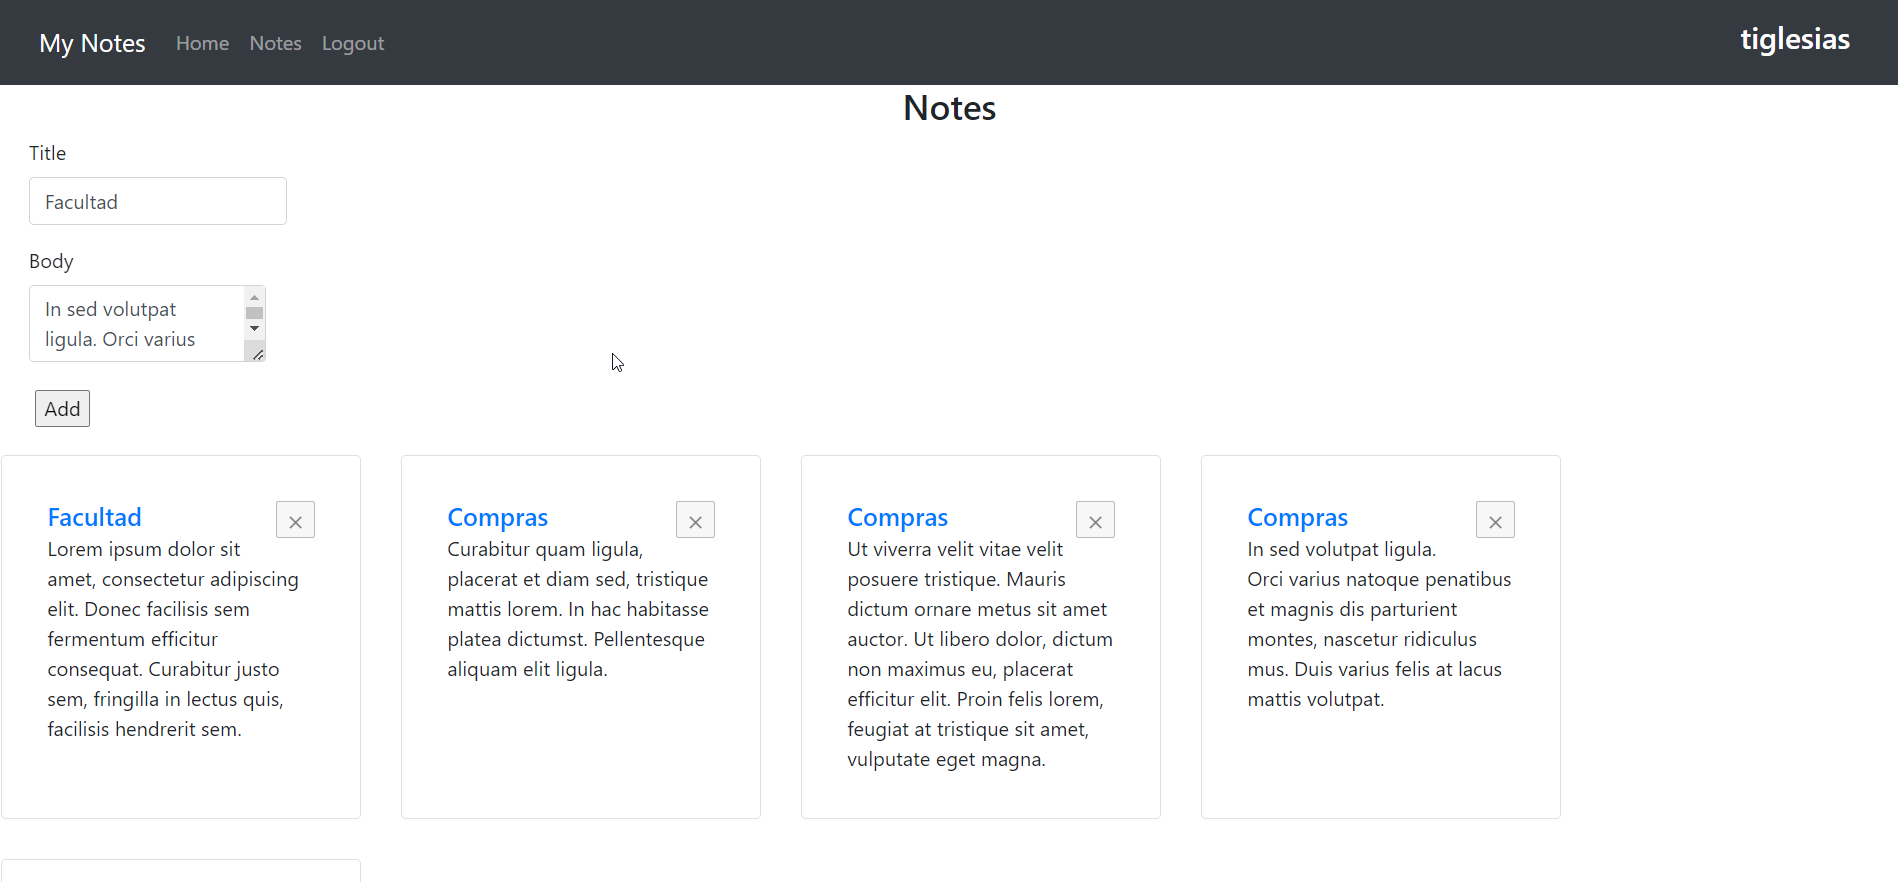 My Notes Home Notes Logout tiglesias
Notes
Title
Facultad
Body
In sed volutpat
ligula. Orci varius
Add
Facultad
Lorem ipsum dolor sit
amet, consectetur adipiscing
elit. Donec facilisis sem
fermentum efficitur
consequat. Curabitur justo
sem, fringilla in lectus quis,
facilisis hendrerit sem.
Compras
Curabitur quam ligula,
placerat et diam sed, tristique
mattis lorem. In hac habitasse
platea dictumst. Pellentesque
aliquam elit ligula.
Compras
Ut viverra velit vitae velit
posuere tristique. Mauris
dictum ornare metus sit amet
auctor. Ut libero dolor, dictum
non maximus eu, placerat
efficitur elit. Proin felis lorem,
feugiat at tristique sit amet,
vulputate eget magna.
Compras
In sed volutpat ligula.
Orci varius natoque penatibus
et magnis dis parturient
montes, nascetur ridiculus
mus. Duis varius felis at lacus
mattis volutpat.